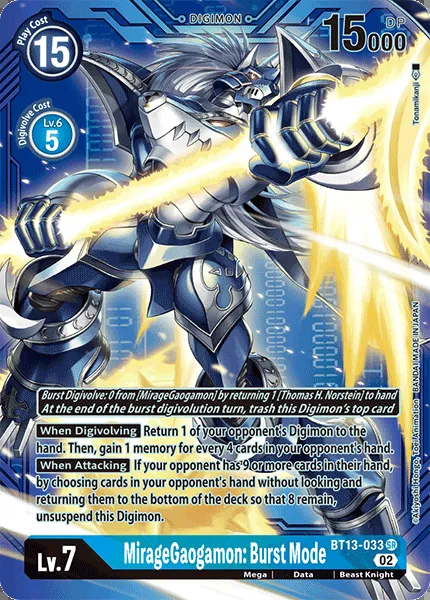 Play Cost
15
DIGIMON
15000
DP
Digivolve Cost
Lv.6
5
Tonamikanji
Burst Digivolve: 0 from [MirageGaogamon] by returning 1 [Thomas H. Norstein] to hand
At the end of the burst digivolution turn, trash this Digimon's top card
When Digivolving Return 1 of your opponent's Digimon to the
hand. Then, gain 1 memory for every 4 cards in your opponent's hand.
When Attacking If your opponent has 9 or more cards in their hand,
by choosing cards in your opponent's hand without looking and
returning them to the bottom of the deck so that 8 remain,
unsuspend this Digimon.
©Akiyoshi Hongo, Toei Animation BANDAI MADE IN JAPAN
Lv.7
MirageGaogamon: Burst Mode
BT13-033 SR
02
Mega Data Beast Knight